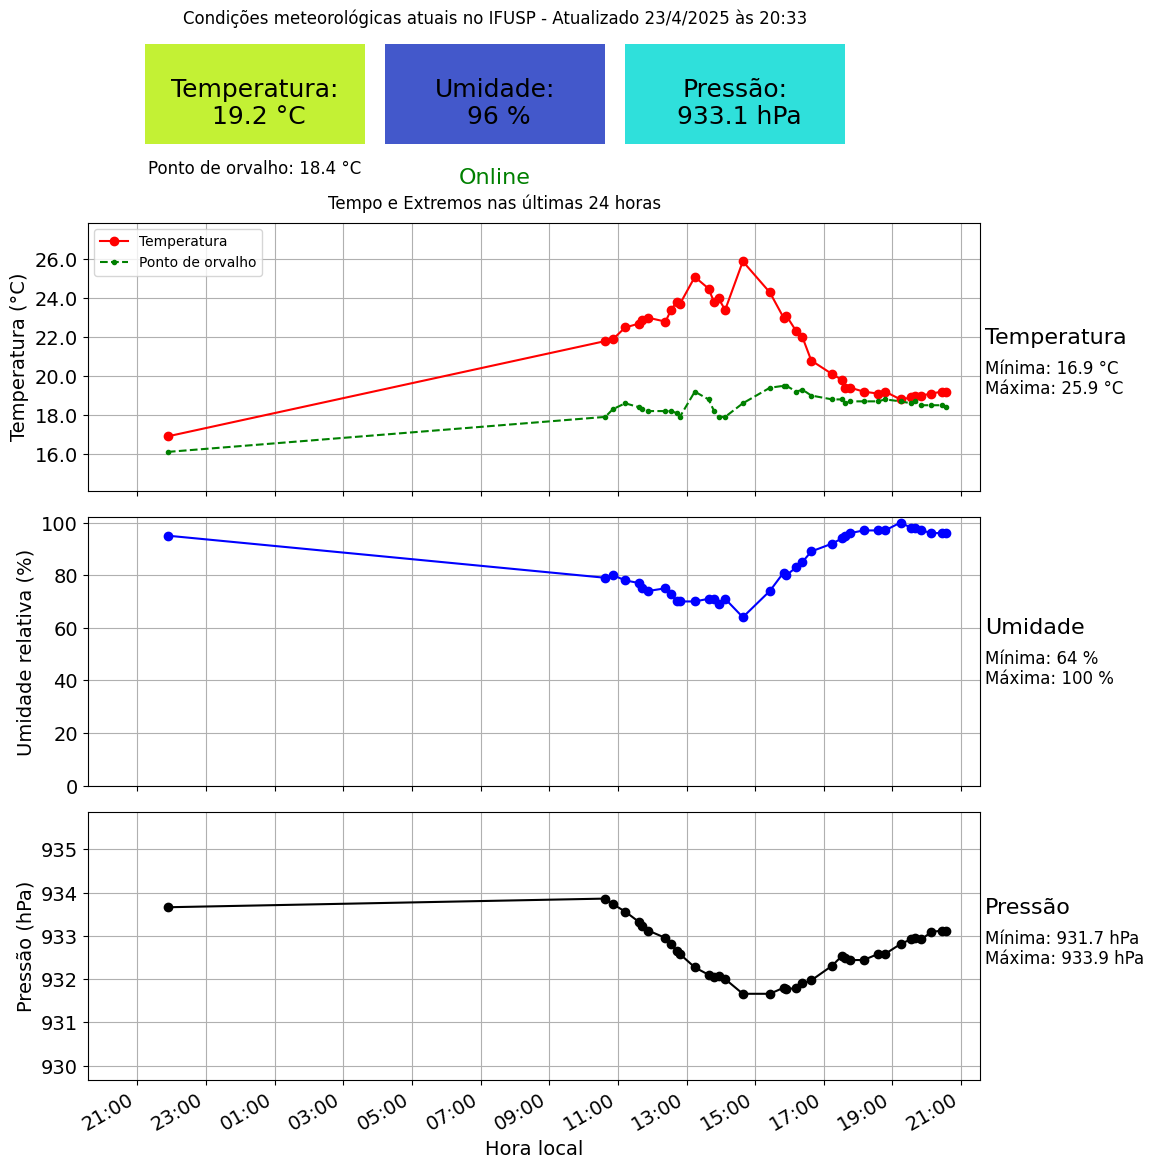 Condições meteorológicas atuais no IFUSP - Atualizado 23/4/2025 às 20:33
Temperatura:
19.2 °C
Umidade:
96 %
Pressão:
933.1 hPa
Ponto de orvalho: 18.4 °C
Online
Tempo e Extremos nas últimas 24 horas
Temperatura
Ponto de orvalho
Temperatura (°C)
26.0
24.0
22.0
20.0
18.0
16.0
Temperatura
Mínima: 16.9 °C
Máxima: 25.9 °C
Umidade relativa (%)
100
80
60
40
20
0
Umidade
Mínima: 64 %
Máxima: 100 %
Pressão (hPa)
935
934
933
932
931
930
Pressão
Mínima: 931.7 hPa
Máxima: 933.9 hPa
21:00 23:00 01:00 03:00 05:00 07:00 09:00 11:00 13:00 15:00 17:00 19:00 21:00
Hora local